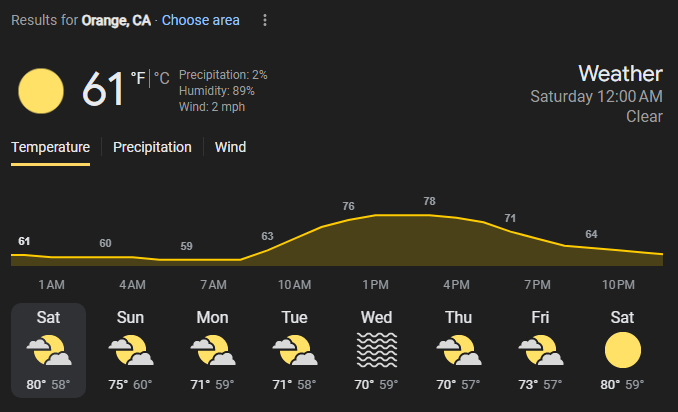 Results for Orange, CA · Choose area
61 °F | °C
Precipitation: 2%
Humidity: 89%
Wind: 2 mph
Weather
Saturday 12:00 AM
Clear
Temperature | Precipitation | Wind
61 60 59 63 76 78 71 64
1 AM 4 AM 7 AM 10 AM 1 PM 4 PM 7 PM 10 PM
Sat Sun Mon Tue Wed Thu Fri Sat
80° 58° 75° 60° 71° 59° 71° 58° 70° 59° 70° 57° 73° 57° 80° 59°